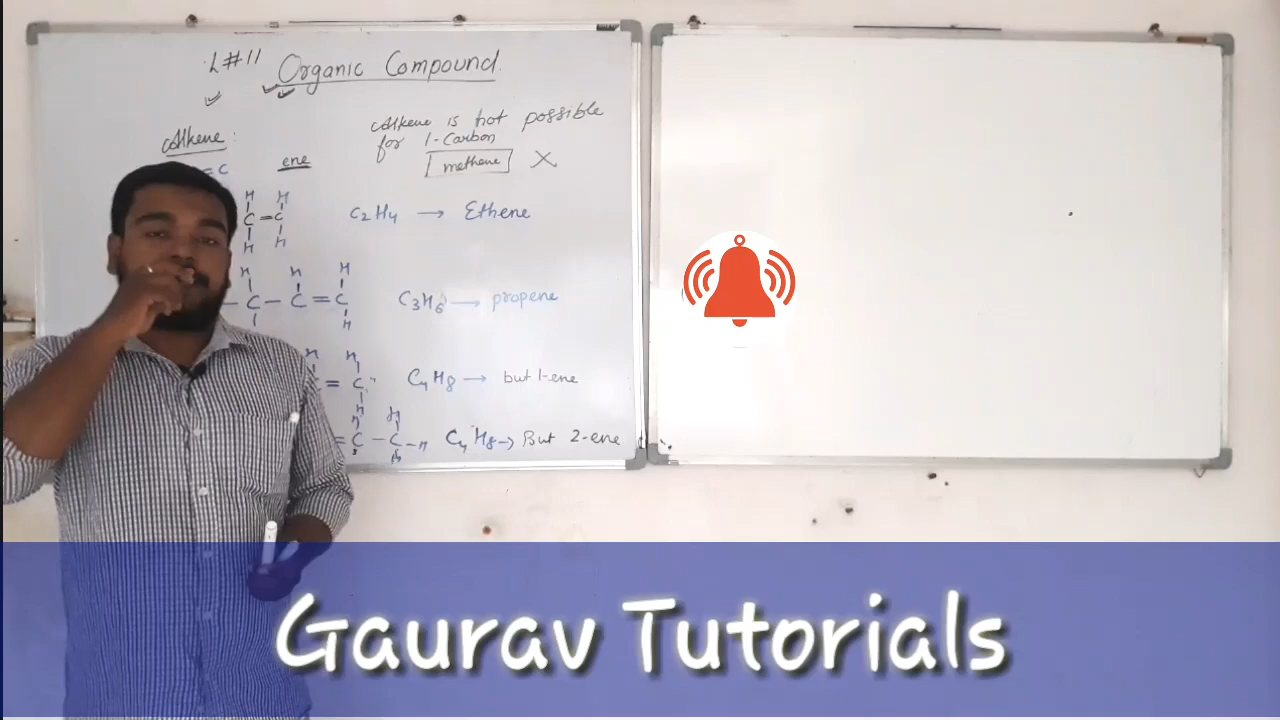 L#11 Organic Compound.
Alkene :
=C
ene
Alkene is not possible
for 1-Carbon
methene X
H H
C=C
H H
C2H4 → Ethene
H H H
C - C = C
H
C3H6 → propene
H H
C = C
H
C4H8 → but 1-ene
H H
= C - C - H
3 H
C4H8 → But 2-ene
Gaurav Tutorials